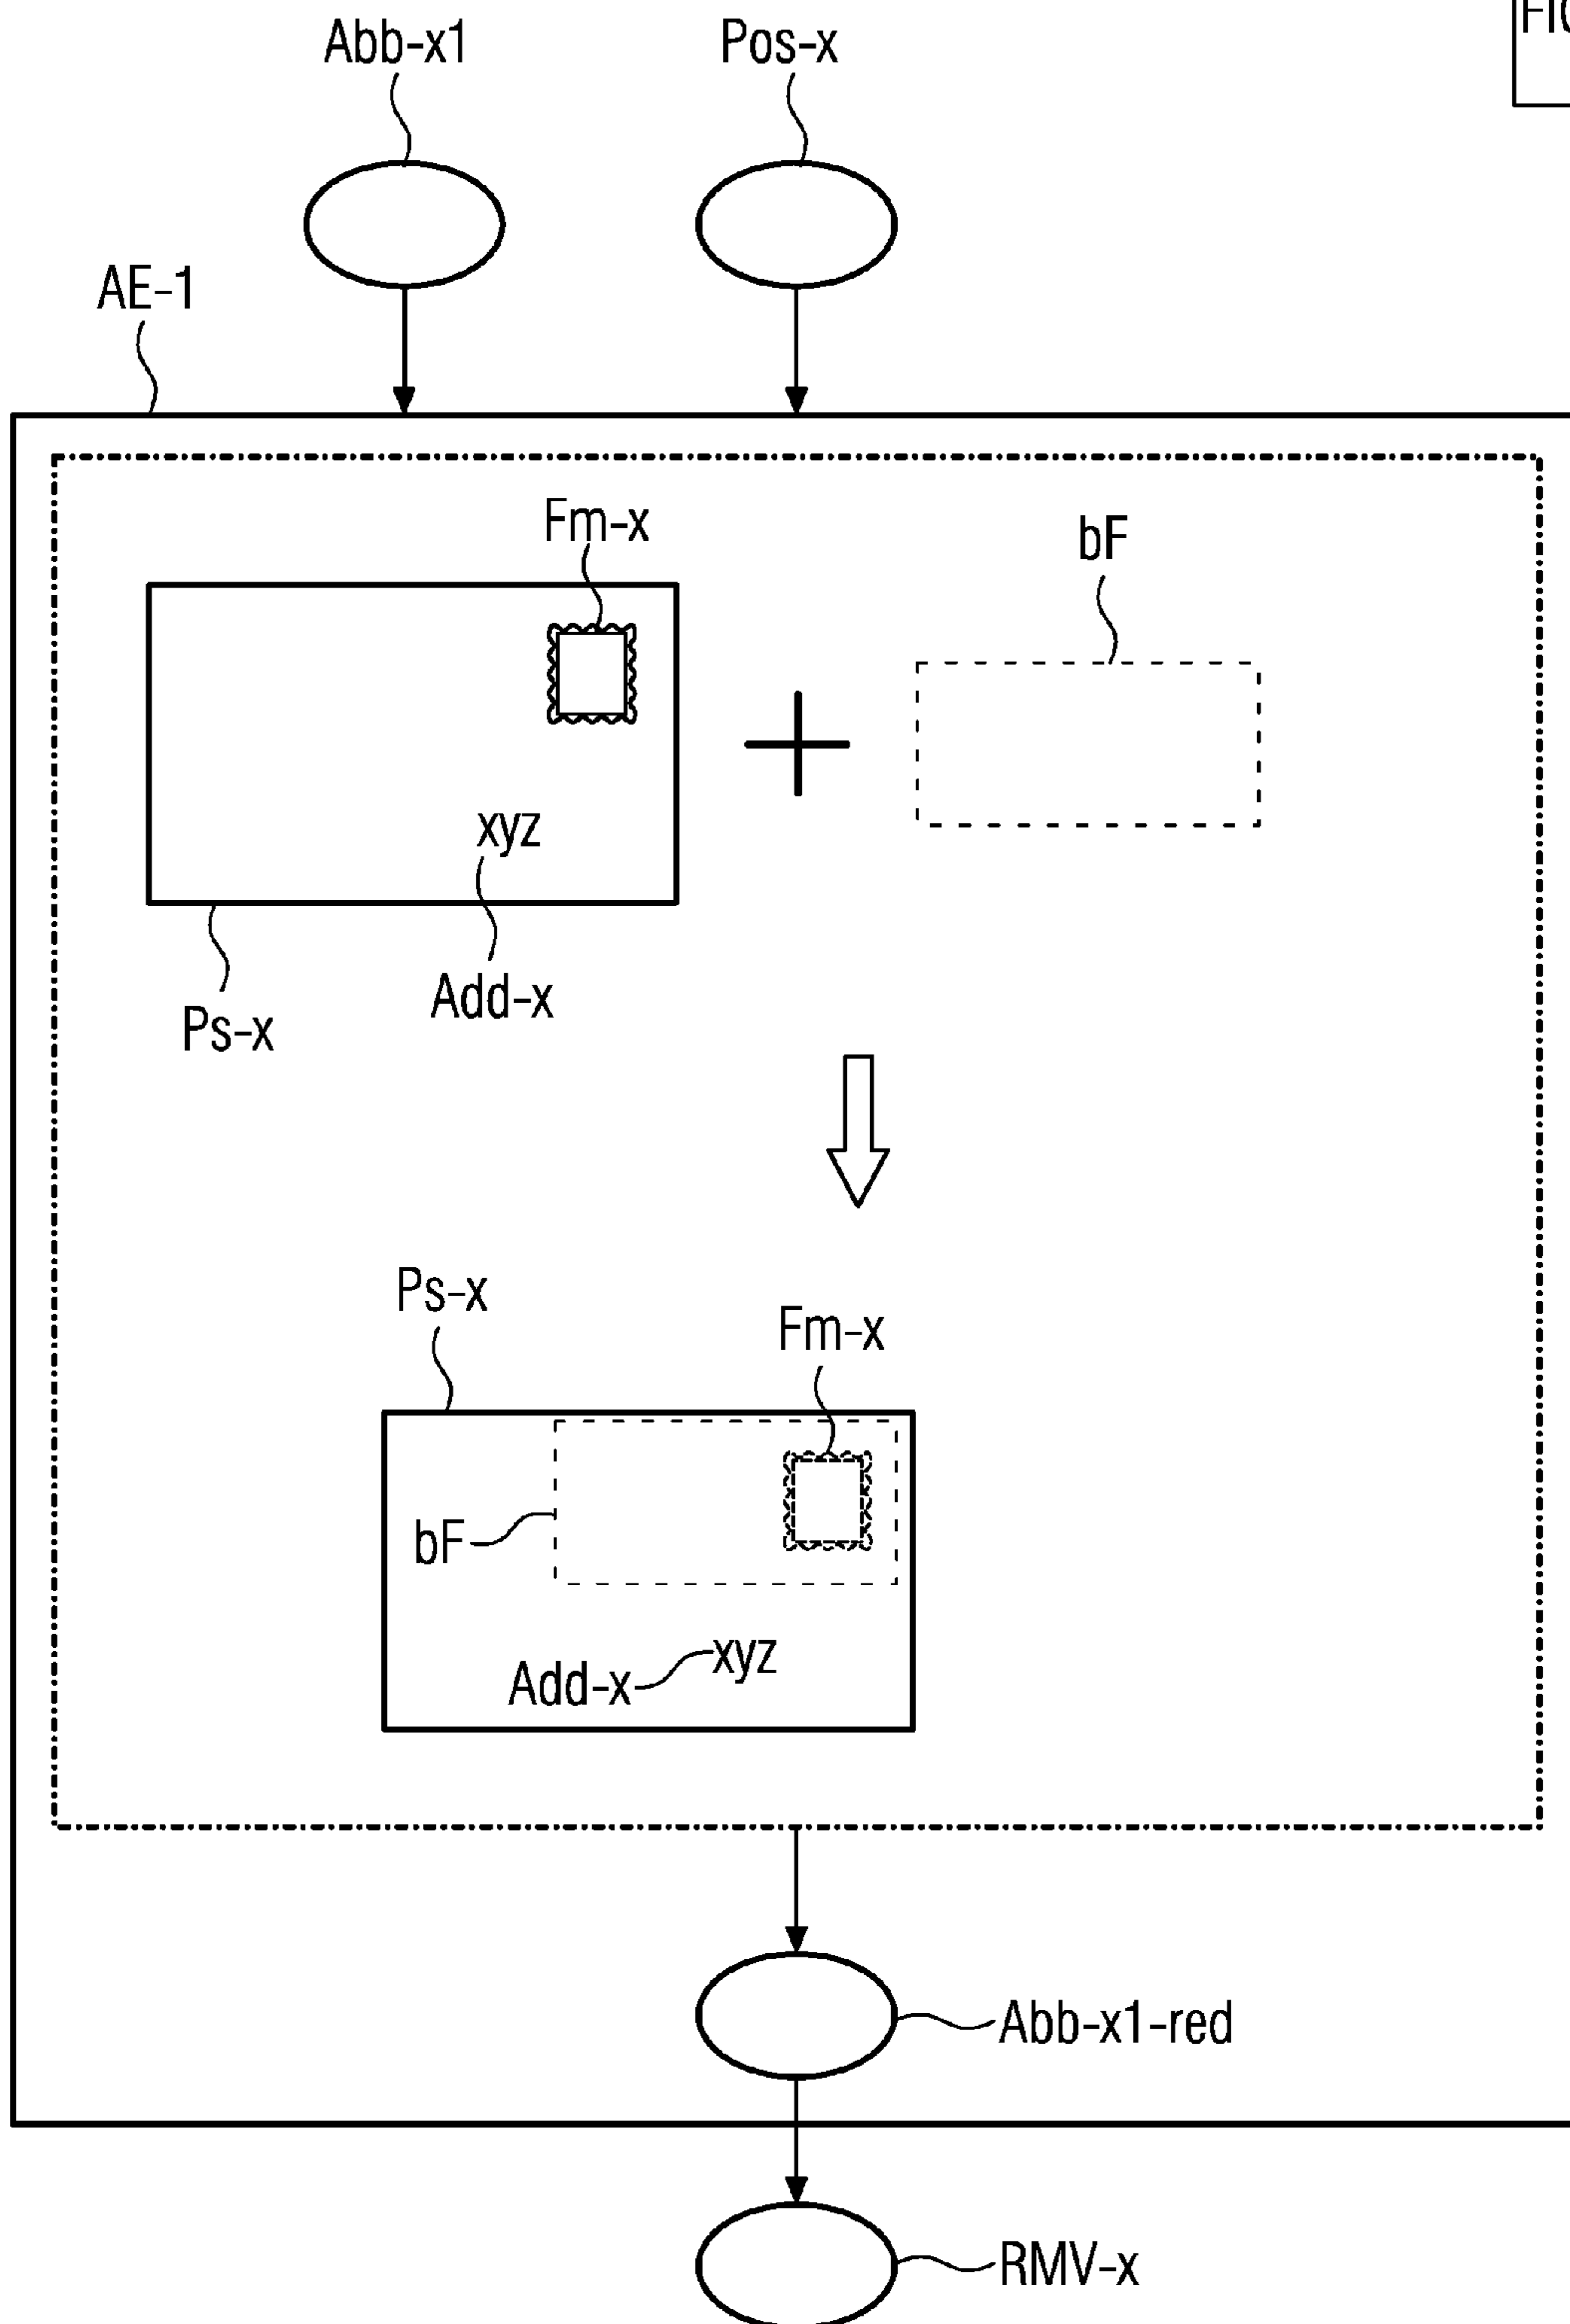 Abb-x1
Pos-x
AE-1
Fm-x
bF
xyz
Add-x
Ps-x
Ps-x
Fm-x
bF
xyz
Add-x
Abb-x1-red
RMV-x